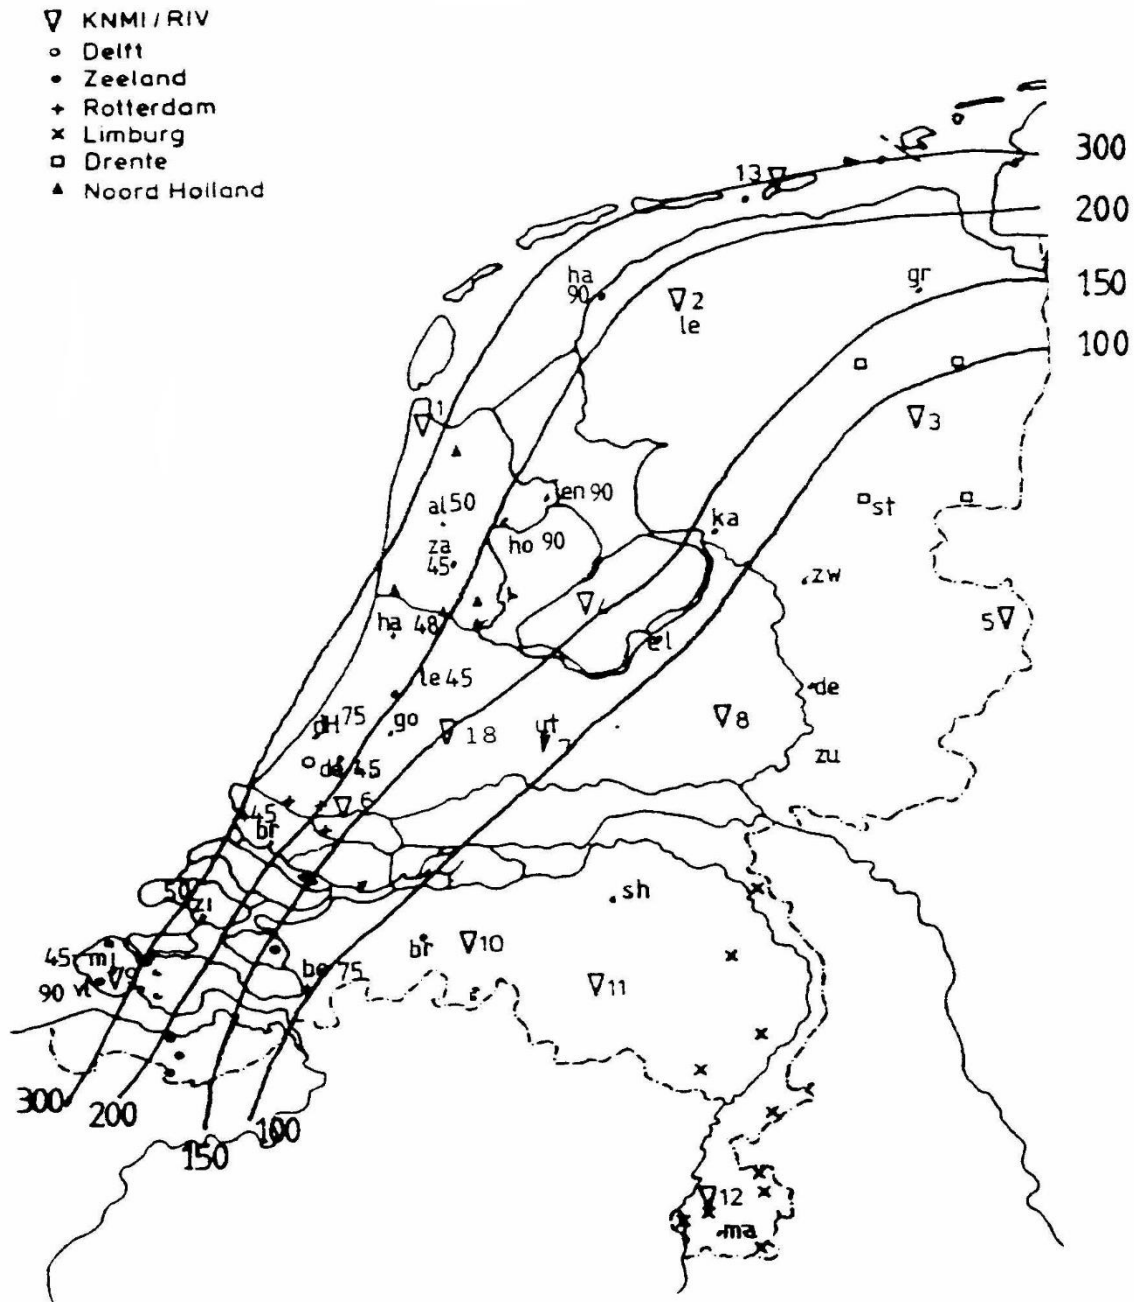 KNMI / RIV
Delft
Zeeland
Rotterdam
Limburg
Drente
Noord Holland
300
13
200
ha
90
gr
150
2
le
100
1
3
al 50
en 90
st
za
45
ho 90
ka
zw
ha 48
5
el
le 45
de
dH 75
go
18
ut
7
8
zu
de 45
6
45
br
50
zi
sh
45 mi
br
10
90 vl
9
be 75
11
300
200
100
150
12
ma